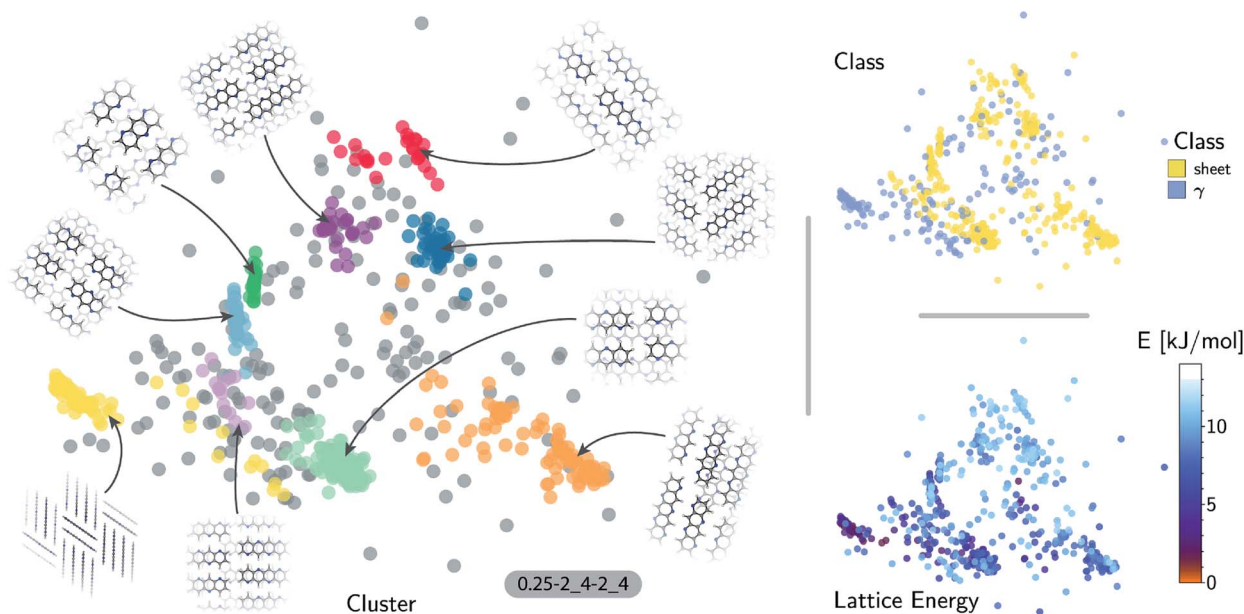 Class
Class
sheet
γ
E [kJ/mol]
10
5
0
0.25-2_4-2_4
Cluster
Lattice Energy